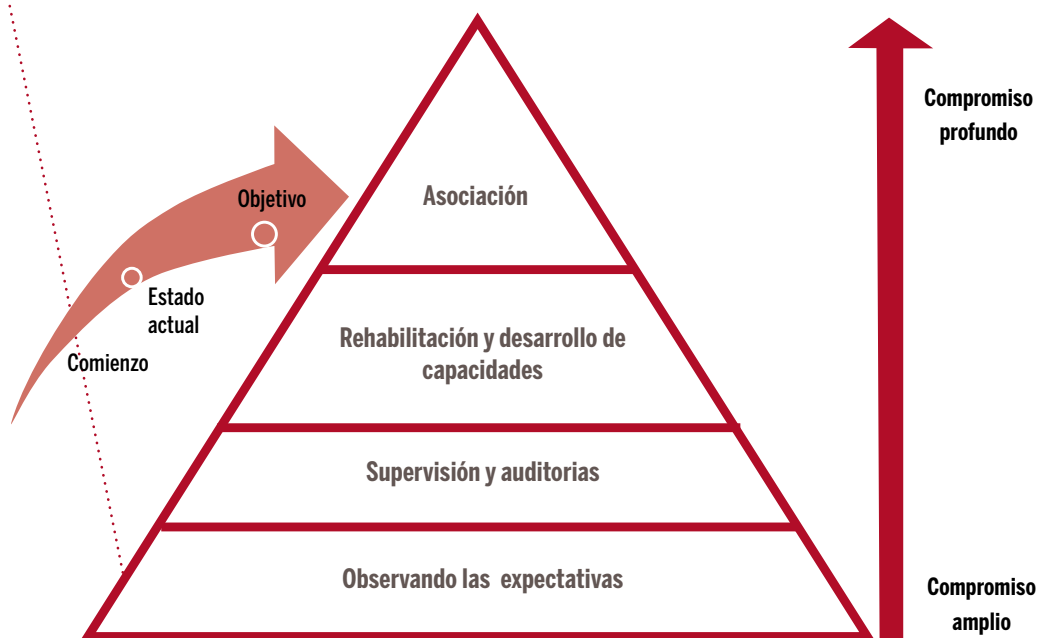 Compromiso
profundo
Objetivo
Asociación
Estado
actual
Comienzo
Rehabilitación y desarrollo de
capacidades
Supervisión y auditorias
Observando las expectativas
Compromiso
amplio